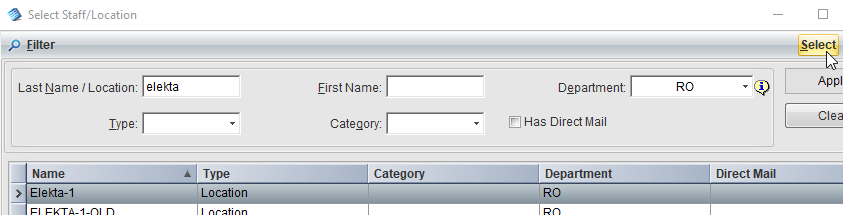 Select Staff/Location
Filter Select
Last Name / Location: elekta First Name: Department: RO Appl
Type: Category: Has Direct Mail Clea
Name Type Category Department Direct Mail
Elekta-1 Location RO
ELEKTA-1-OLD Location RO